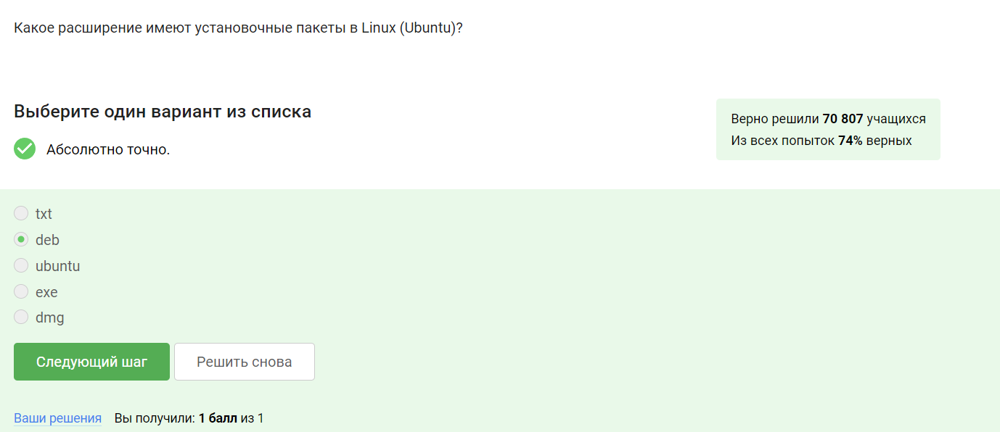 Какое расширение имеют установочные пакеты в Linux (Ubuntu)?
Выберите один вариант из списка
Абсолютно точно.
Верно решили 70 807 учащихся
Из всех попыток 74% верных
txt
deb
ubuntu
exe
dmg
Следующий шаг Решить снова
Ваши решения Вы получили: 1 балл из 1